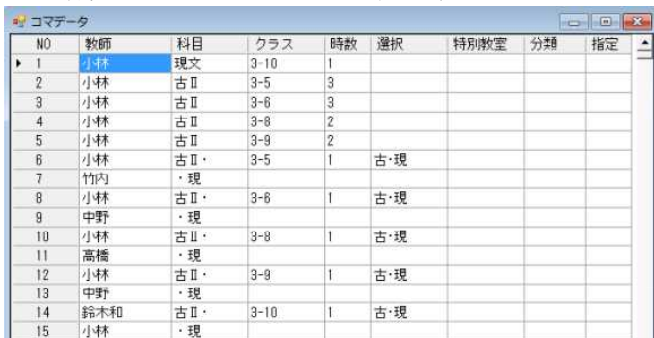 コマデータ
NO 教師 科目 クラス 時数 選択 特別教室 分類 指定
1 小林 現文 3-10 1
2 小林 古Ⅱ 3-5 3
3 小林 古Ⅱ 3-6 3
4 小林 古Ⅱ 3-8 2
5 小林 古Ⅱ 3-9 2
6 小林 古Ⅱ・ 3-5 1 古・現
7 竹内 ・現
8 小林 古Ⅱ・ 3-6 1 古・現
9 中野 ・現
10 小林 古Ⅱ・ 3-8 1 古・現
11 高橋 ・現
12 小林 古Ⅱ・ 3-9 1 古・現
13 中野 ・現
14 鈴木和 古Ⅱ・ 3-10 1 古・現
15 小林 ・現